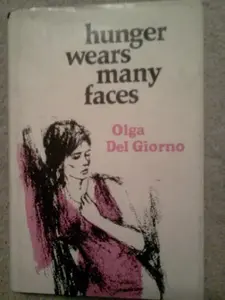 hunger
wears
many
faces
Olga
Del Giorno